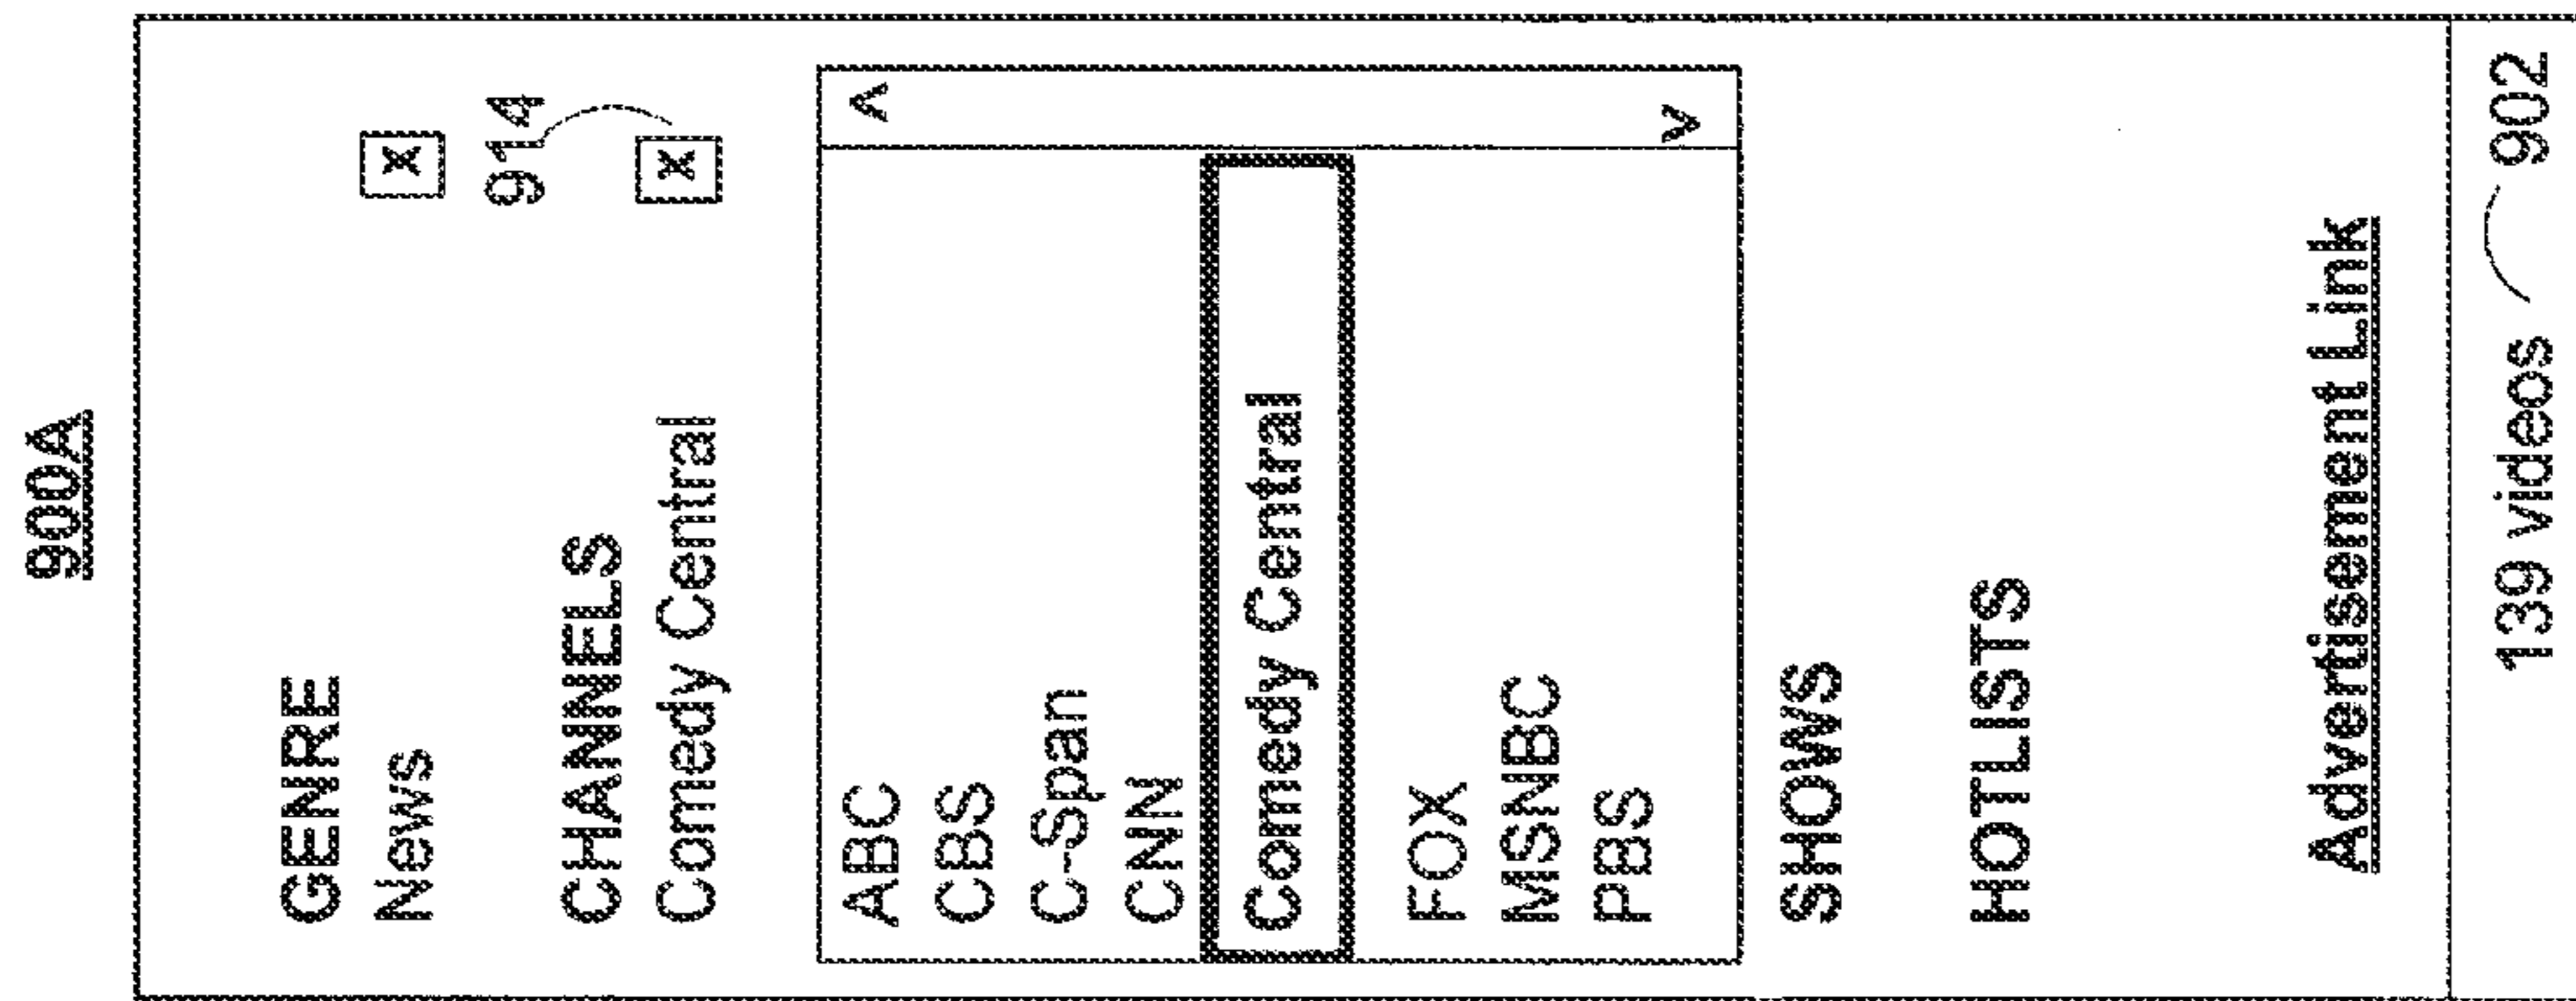 900A
GENRE
News x
914
CHANNELS
Comedy Central x
ABC
CBS
C-Span
CNN
Comedy Central
FOX
MSNBC
PBS
SHOWS
HOTLISTS
Advertisement Link
139 videos 902